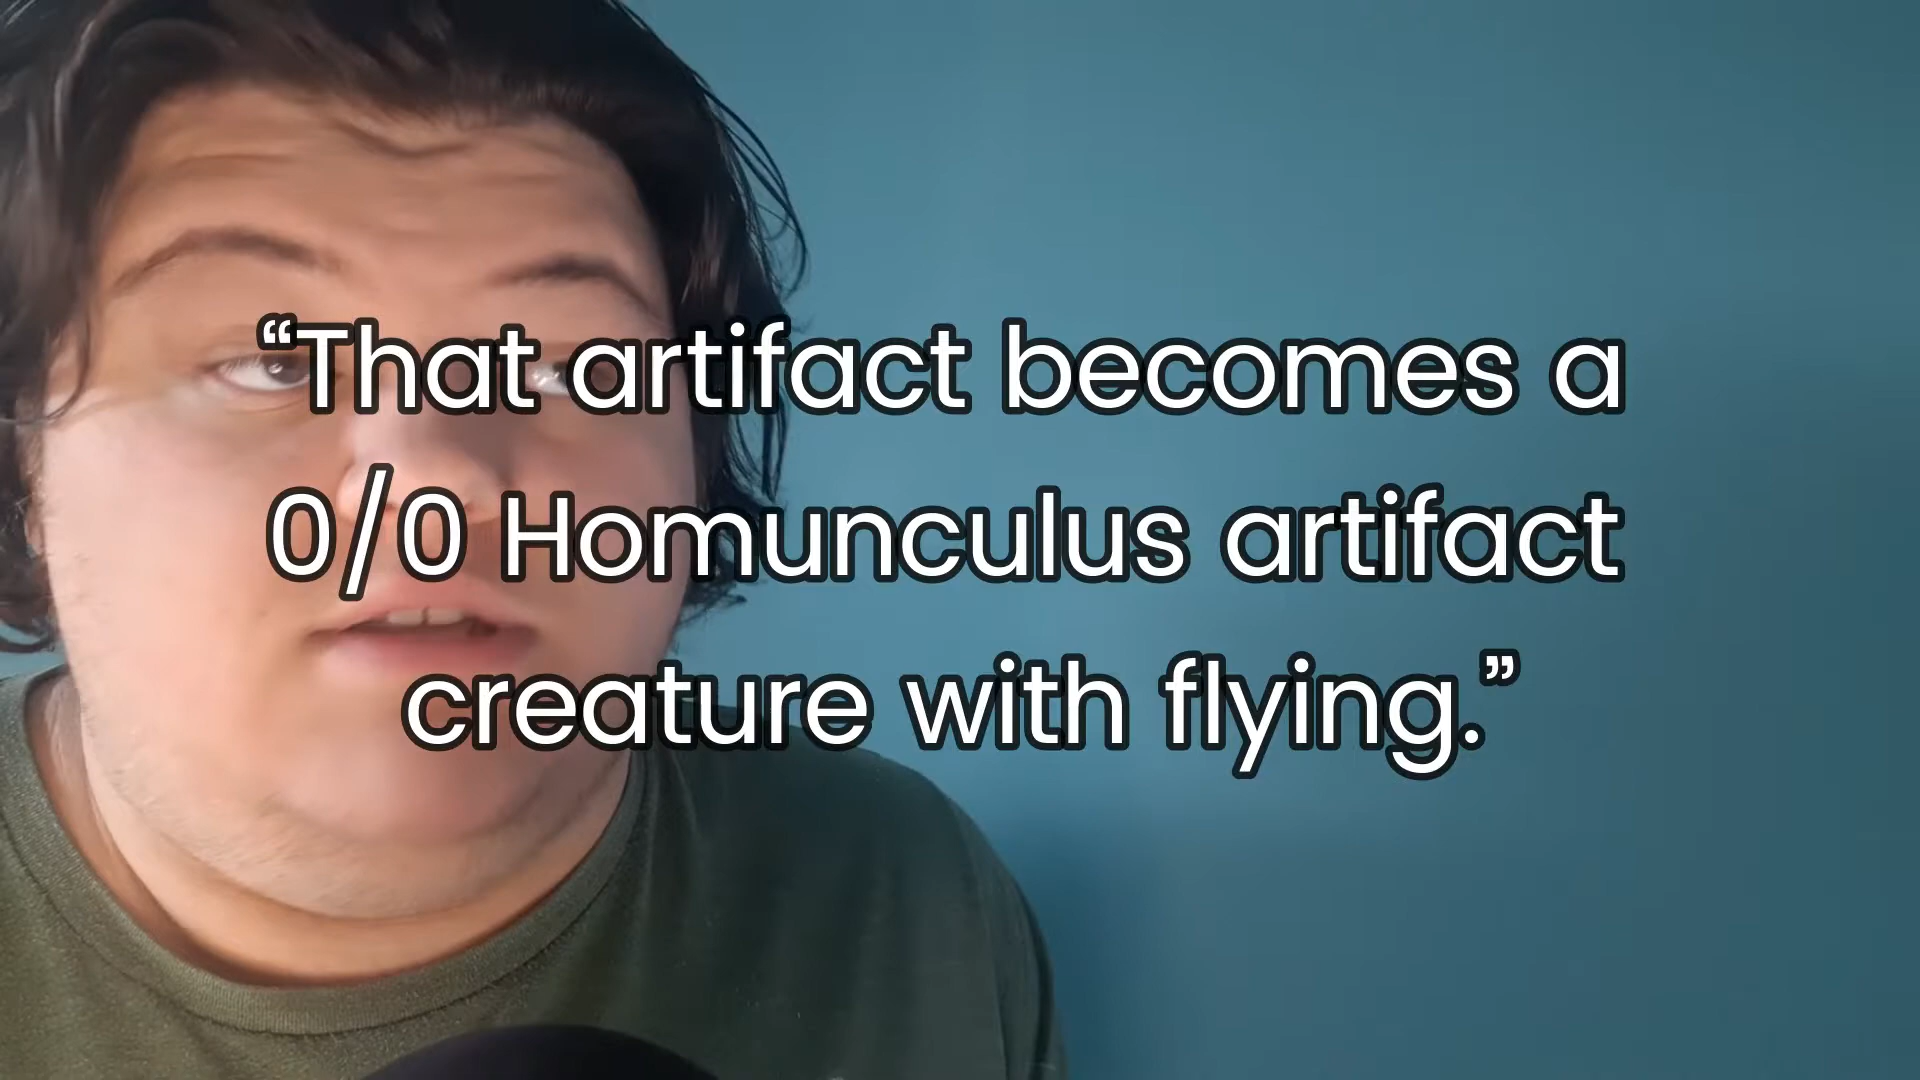 “That artifact becomes a
0/0 Homunculus artifact
creature with flying.”